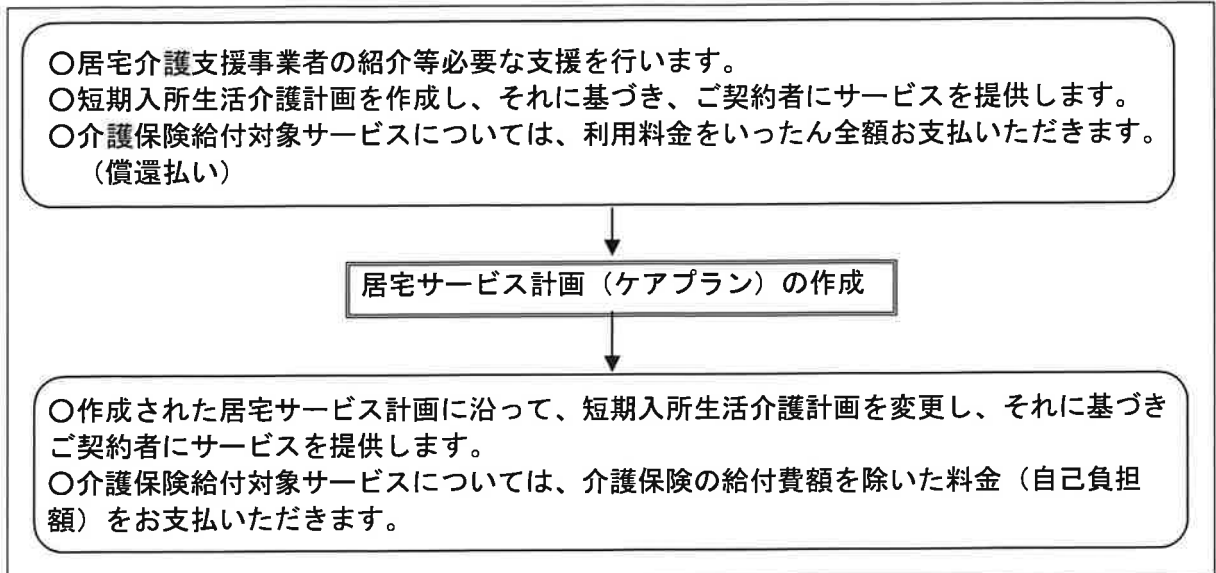 ○居宅介護支援事業者の紹介等必要な支援を行います。
○短期入所生活介護計画を作成し、それに基づき、ご契約者にサービスを提供します。
○介護保険給付対象サービスについては、利用料金をいったん全額お支払いただきます。
（償還払い）
居宅サービス計画（ケアプラン）の作成
○作成された居宅サービス計画に沿って、短期入所生活介護計画を変更し、それに基づき
ご契約者にサービスを提供します。
○介護保険給付対象サービスについては、介護保険の給付費額を除いた料金（自己負担
額）をお支払いただきます。